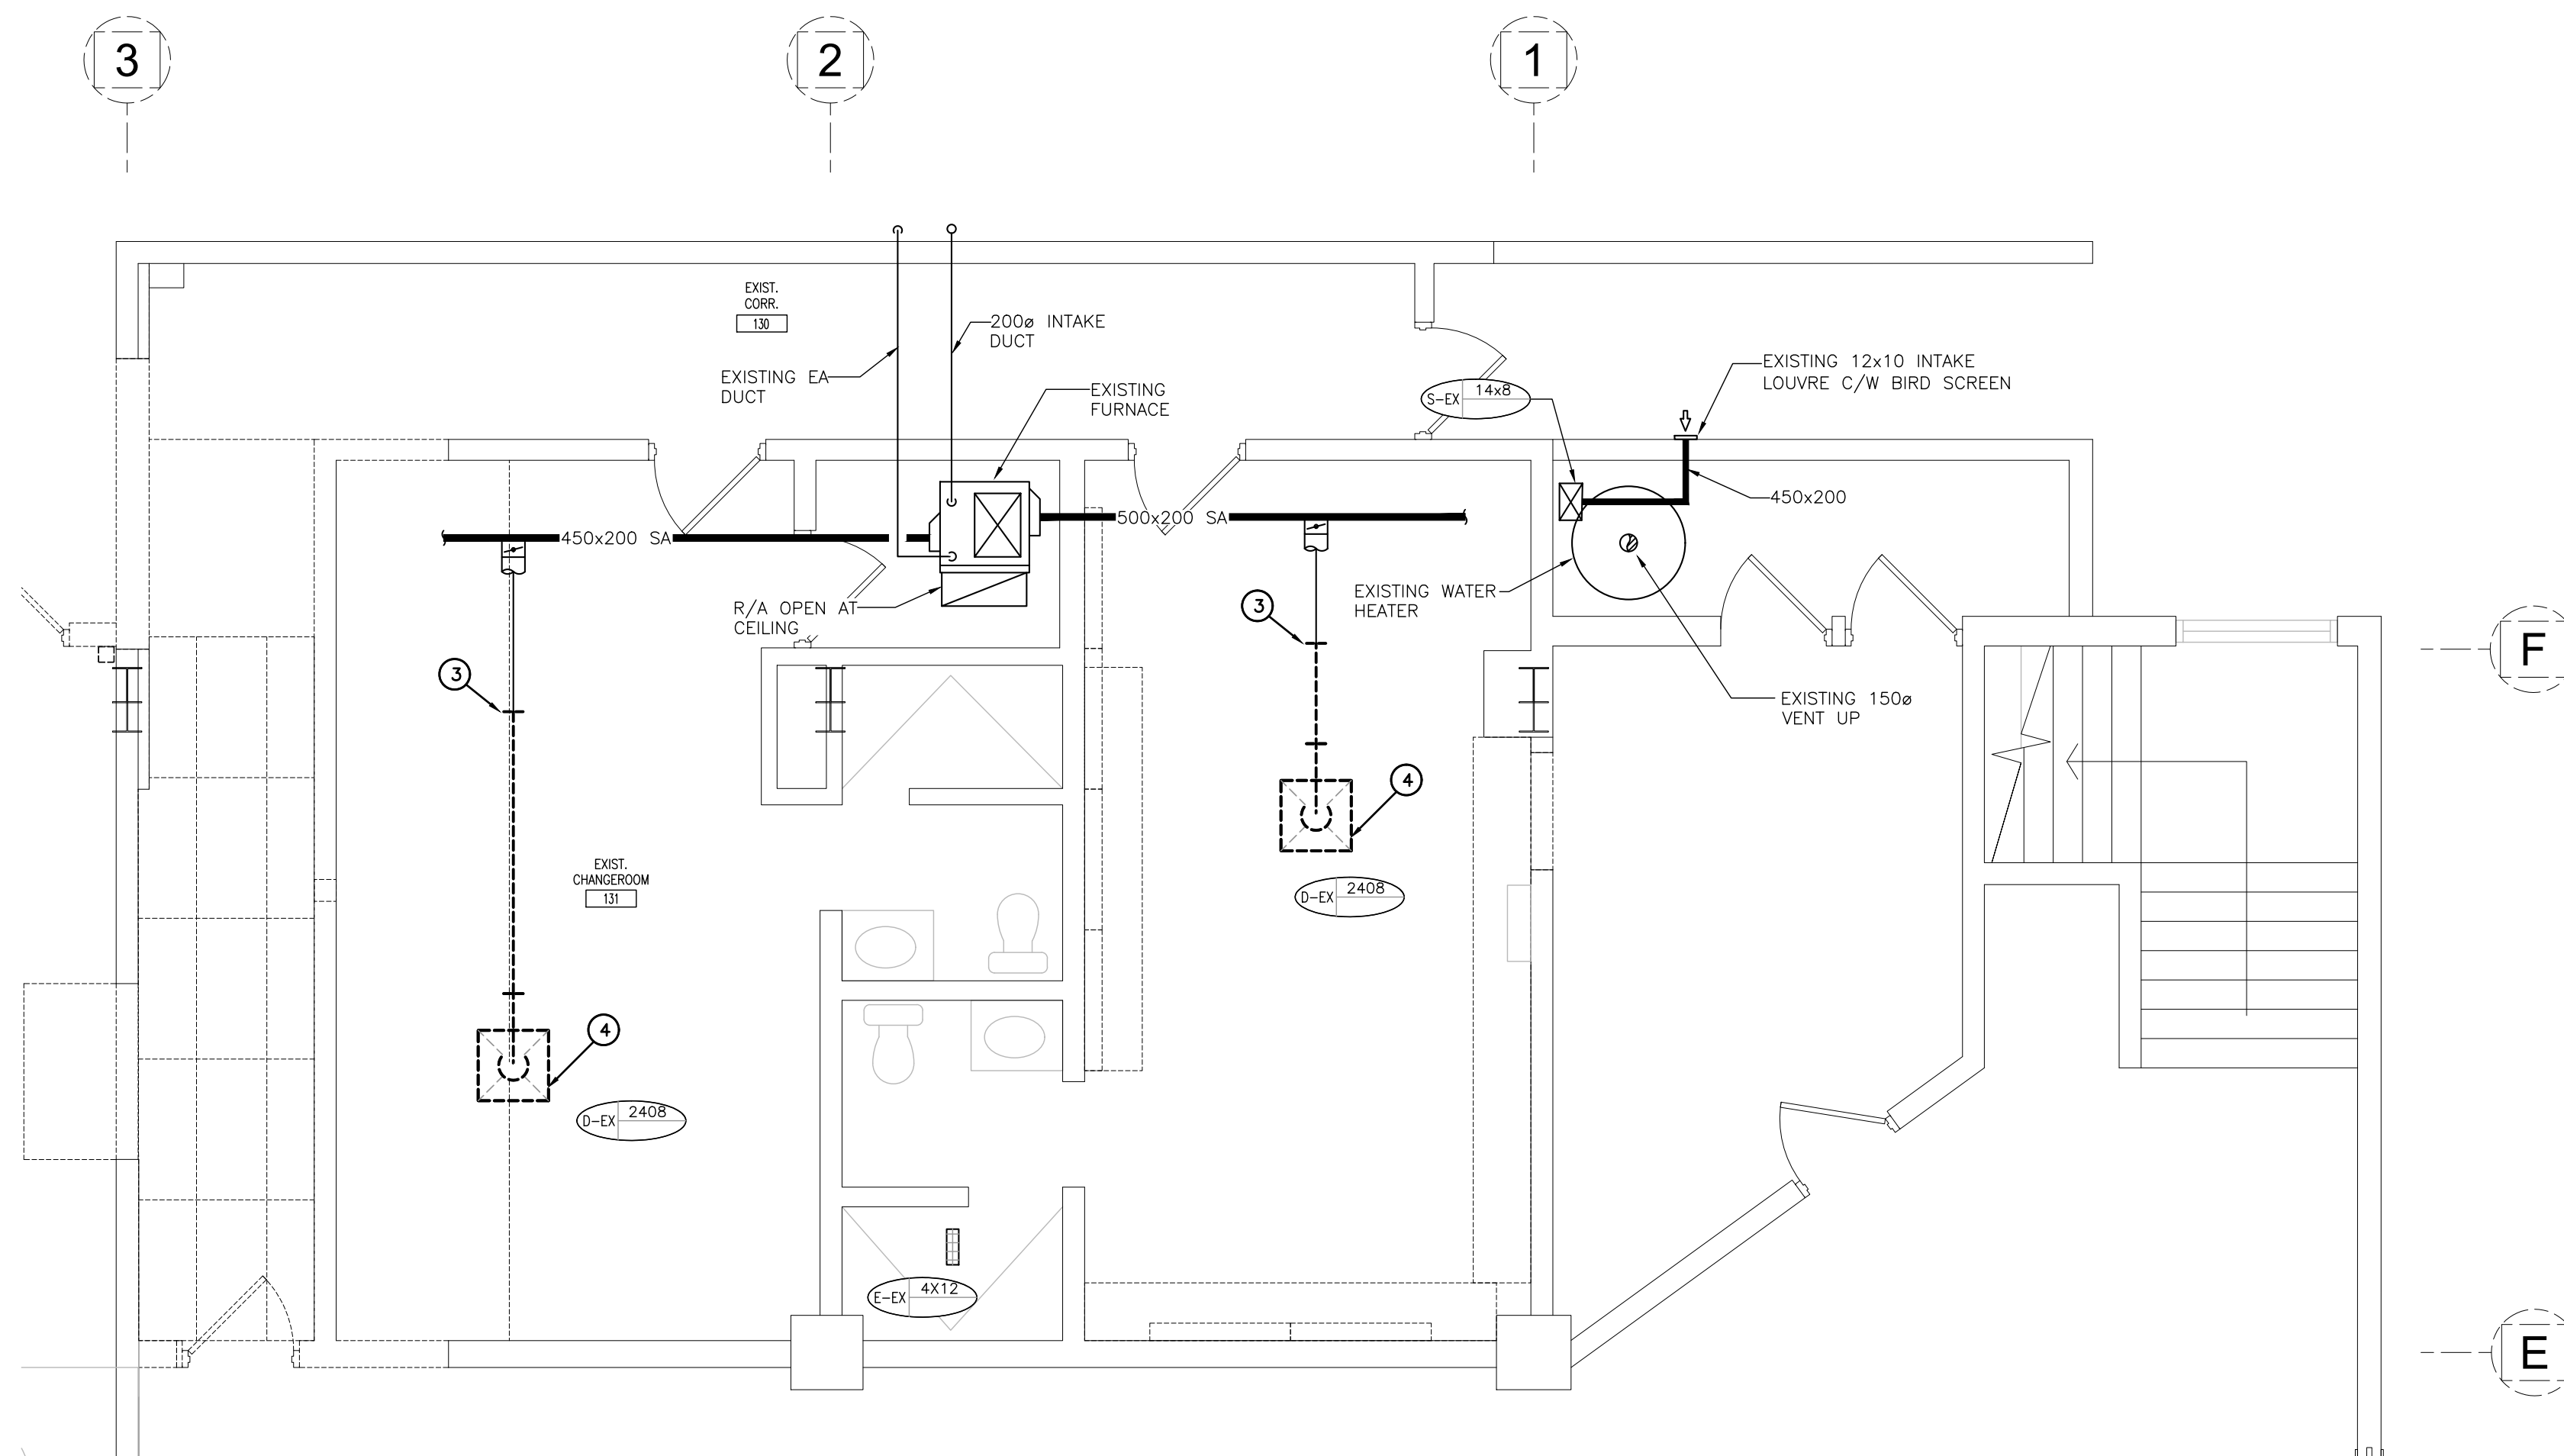 3
2
1
EXIST.
CORR.
130
200ø INTAKE
DUCT
EXISTING EA
DUCT
EXISTING
FURNACE
EXISTING 12x10 INTAKE
LOUVRE C/W BIRD SCREEN
S-EX 14x8
450x200
450x200 SA
500x200 SA
R/A OPEN AT
CEILING
EXISTING WATER
HEATER
3
3
F
EXISTING 150ø
VENT UP
4
EXIST.
CHANGEROOM
131
D-EX 2408
4
D-EX 2408
E-EX 4X12
E